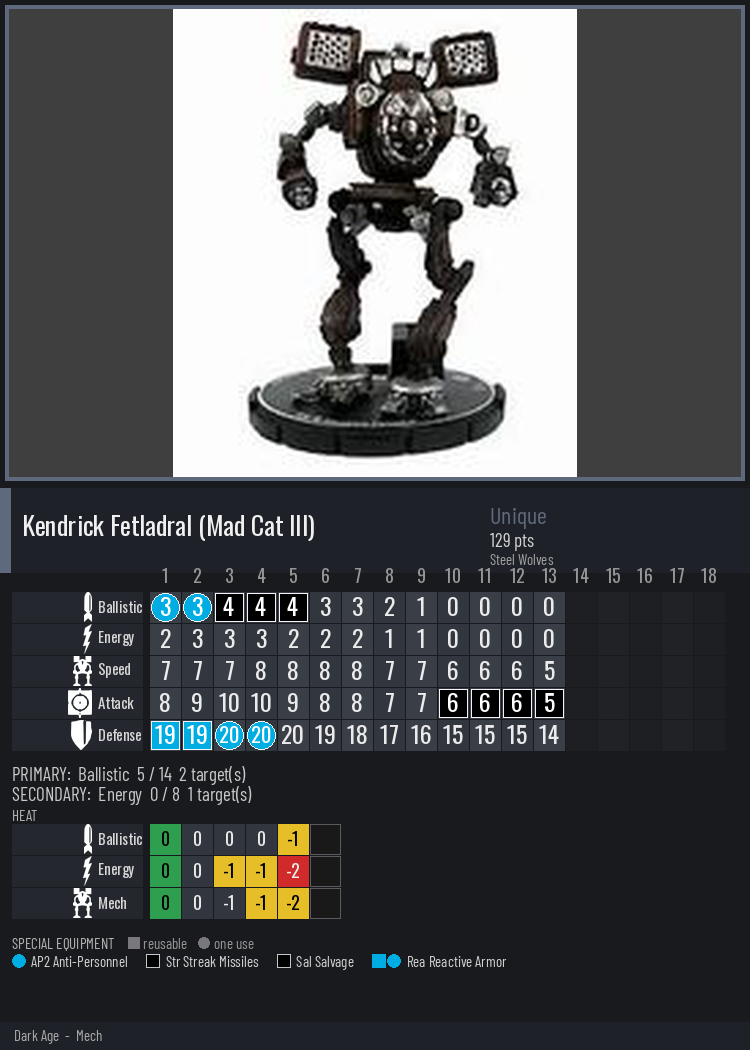 D
Kendrick Fetladral (Mad Cat III)
Unique
129 pts
Steel Wolves
1 2 3 4 5 6 7 8 9 10 11 12 13 14 15 16 17 18
Ballistic 3 3 4 4 4 3 3 2 1 0 0 0 0
Energy 2 3 3 3 2 2 2 1 1 0 0 0 0
Speed 7 7 7 8 8 8 8 7 7 6 6 6 5
Attack 8 9 10 10 9 8 8 7 7 6 6 6 5
Defense 19 19 20 20 20 19 18 17 16 15 15 15 14
PRIMARY: Ballistic 5 / 14 2 target(s)
SECONDARY: Energy 0 / 8 1 target(s)
HEAT
Ballistic 0 0 0 0 -1
Energy 0 0 -1 -1 -2
Mech 0 0 -1 -1 -2
SPECIAL EQUIPMENT reusable one use
AP2 Anti-Personnel Str Streak Missiles Sal Salvage Rea Reactive Armor
Dark Age - Mech